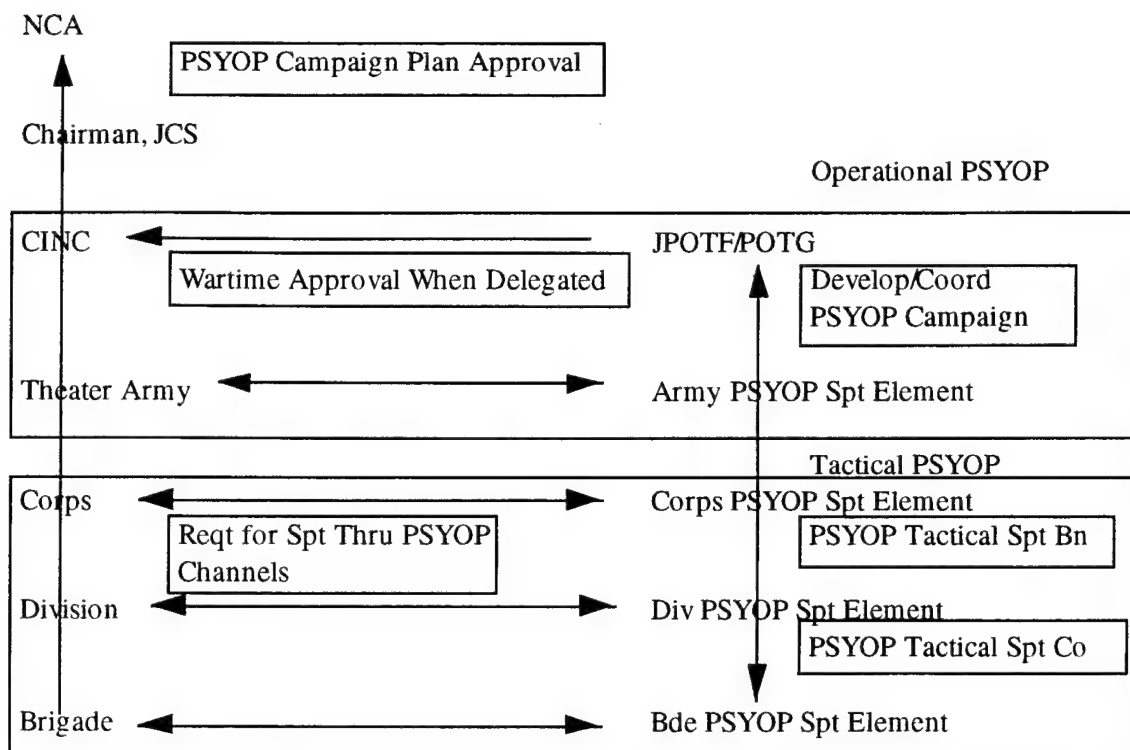 NCA
PSYOP Campaign Plan Approval
Chairman, JCS
Operational PSYOP
CINC
JPOTF/POTG
Wartime Approval When Delegated
Develop/Coord
PSYOP Campaign
Theater Army
Army PSYOP Spt Element
Tactical PSYOP
Corps
Corps PSYOP Spt Element
Reqt for Spt Thru PSYOP
Channels
PSYOP Tactical Spt Bn
Division
Div PSYOP Spt Element
PSYOP Tactical Spt Co
Brigade
Bde PSYOP Spt Element